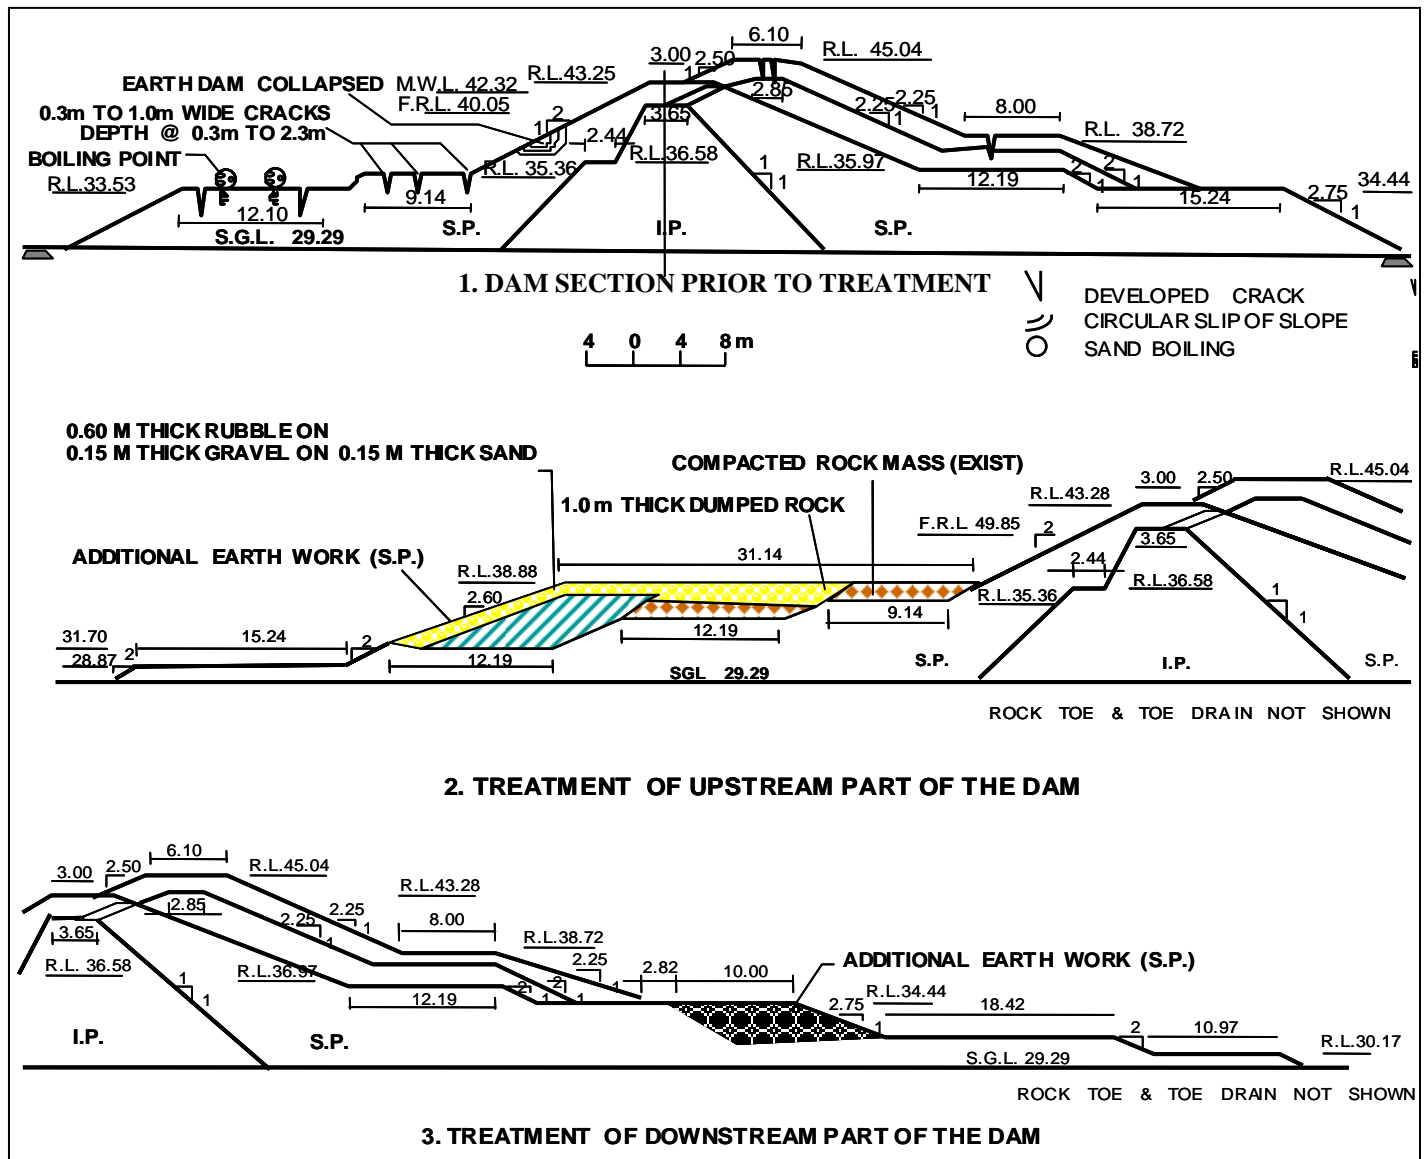 6.10
3.00
2.50
1
R.L. 45.04
EARTH DAM COLLAPSED
M.W.L. 42.32
R.L.43.25
F.R.L. 40.05
2.85
2.25
2.25
1
1
8.00
0.3m TO 1.0m WIDE CRACKS
DEPTH @ 0.3m TO 2.3m
2
1
2.44
3.65
R.L. 38.72
BOILING POINT
R.L.33.53
R.L. 35.36
R.L.36.58
1
1
R.L.35.97
12.19
2
1
2
1
34.44
9.14
2.75
1
12.10
15.24
S.G.L. 29.29
S.P.
I.P.
S.P.
1. DAM SECTION PRIOR TO TREATMENT
DEVELOPED CRACK
CIRCULAR SLIP OF SLOPE
SAND BOILING
4 0 4 8 m
0.60 M THICK RUBBLE ON
0.15 M THICK GRAVEL ON 0.15 M THICK SAND
COMPACTED ROCK MASS (EXIST)
1.0 m THICK DUMPED ROCK
R.L.43.28
3.00
2.50
R.L.45.04
F.R.L 49.85
2
3.65
ADDITIONAL EARTH WORK (S.P.)
31.14
R.L.38.88
2.60
2.44
R.L.36.58
R.L.35.36
1
1
31.70
15.24
2
12.19
9.14
28.87
2
12.19
SGL 29.29
S.P.
I.P.
S.P.
ROCK TOE & TOE DRAIN NOT SHOWN
2. TREATMENT OF UPSTREAM PART OF THE DAM
6.10
3.00
2.50
R.L.45.04
R.L.43.28
2.85
2.25
1
2.25
1
8.00
3.65
R.L.38.72
R.L. 36.58
R.L.36.97
1
1
2.25
1
2.82
10.00
ADDITIONAL EARTH WORK (S.P.)
12.19
2
1
2
1
R.L.34.44
2.75
1
18.42
2
10.97
I.P.
S.P.
S.G.L. 29.29
R.L.30.17
ROCK TOE & TOE DRAIN NOT SHOWN
3. TREATMENT OF DOWNSTREAM PART OF THE DAM